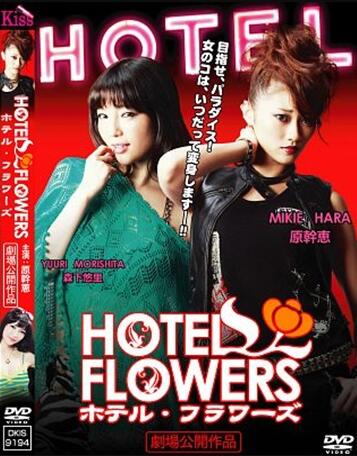 Kiss
HOTEL
FLOWERS
ホテル・フラワーズ
主演:原幹恵
劇場公開作品
DVD
VIDEO
DKIS
9194
HOTEL
目指せ、パラダイス!
女のコは、いつだって変身しますー!!
MIKIE HARA
原幹恵
YUURI MORISHITA
森下悠里
HOTEL
FLOWERS
ホテル・フラワーズ
劇場公開作品
DVD
VIDEO